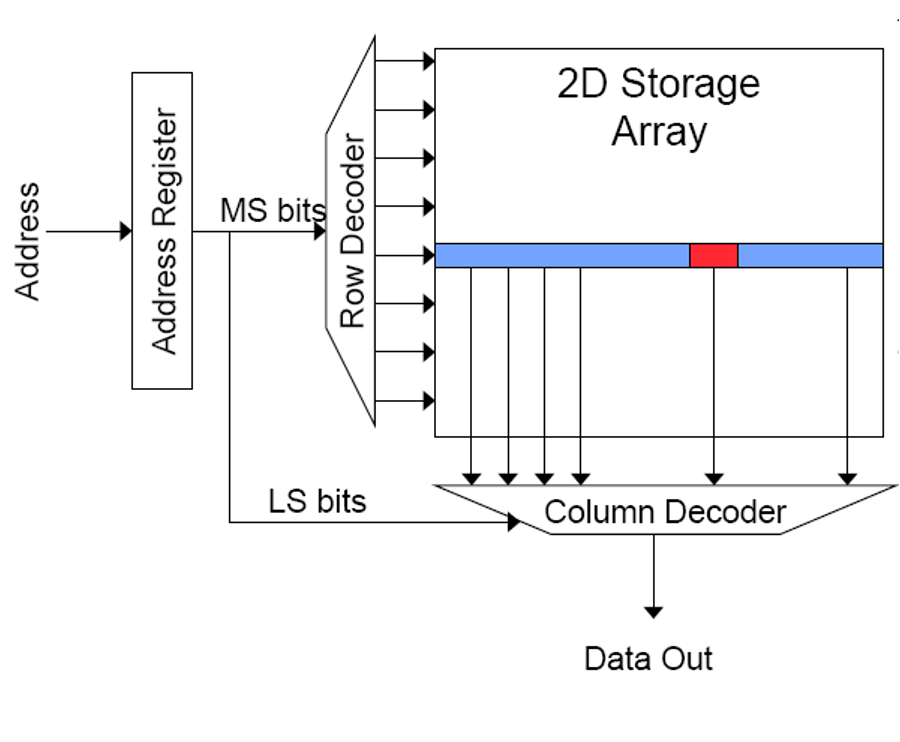 Address
Address Register
MS bits
Row Decoder
2D Storage
Array
LS bits
Column Decoder
Data Out